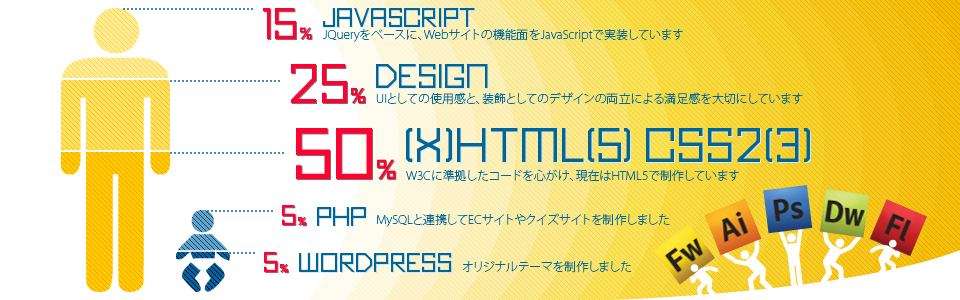 15% JAVASCRIPT
JQueryをベースに、Webサイトの機能面をJavaScriptで実装しています
25% DESIGN
UIとしての使用感と、装飾としてのデザインの両立による満足感を大切にしています
50% (X)HTML(5) CSS2(3)
W3Cに準拠したコードを心がけ、現在はHTML5で制作しています
5% PHP MySQLと連携してECサイトやクイズサイトを制作しました
5% WORDPRESS オリジナルテーマを制作しました
Fw Ai Ps Dw Fl